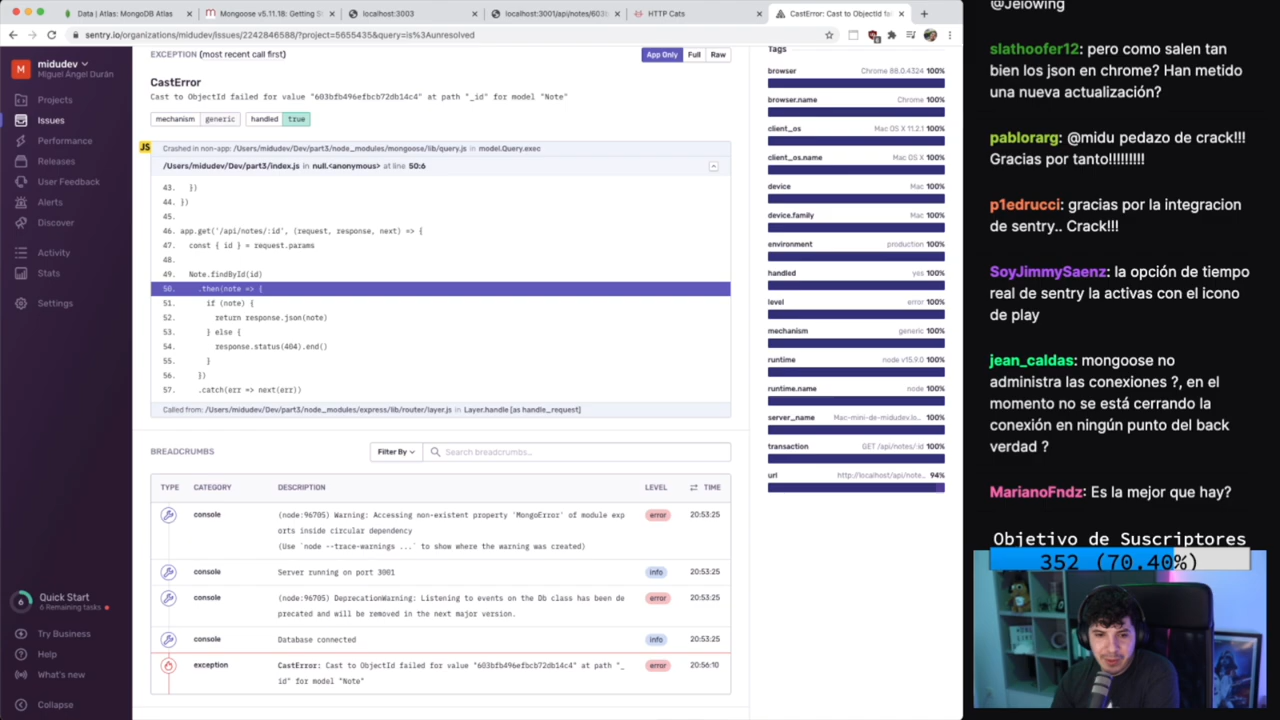 Data | Atlas: MongoDB Atlas
Mongoose v5.11.18: Getting St
localhost:3003
localhost:3001/api/notes/603b
HTTP Cats
CastError: Cast to ObjectId fail
sentry.io/organizations/midudev/issues/2242846588/?project=5655435&query=is%3Aunresolved
M
midudev
Miguel Ángel Durán
Projects
Issues
Performance
Releases
User Feedback
Alerts
Discover
Activity
Stats
Settings
6
Quick Start
6 Remaining tasks
Try Business
Help
What's new
Collapse
EXCEPTION (most recent call first)
App Only Full Raw
CastError
Cast to ObjectId failed for value "603bfb496efbcb72db14c4" at path "_id" for model "Note"
mechanism generic handled true
JS
Crashed in non-app: /Users/midudev/Dev/part3/node_modules/mongoose/lib/query.js in model.Query.exec
/Users/midudev/Dev/part3/index.js in null.<anonymous> at line 50:6
43. })
44. })
45.
46. app.get('/api/notes/:id', (request, response, next) => {
47. const { id } = request.params
48.
49. Note.findById(id)
50. .then(note => {
51. if (note) {
52. return response.json(note)
53. } else {
54. response.status(404).end()
55. }
56. })
57. .catch(err => next(err))
Called from: /Users/midudev/Dev/part3/node_modules/express/lib/router/layer.js in Layer.handle [as handle_request]
BREADCRUMBS
Filter By
Search breadcrumbs...
TYPE CATEGORY DESCRIPTION LEVEL TIME
console (node:96705) Warning: Accessing non-existent property 'MongoError' of module exp error 20:53:25
orts inside circular dependency
(Use `node --trace-warnings ...` to show where the warning was created)
console Server running on port 3001 info 20:53:25
console (node:96705) DeprecationWarning: Listening to events on the Db class has been de error 20:53:25
precated and will be removed in the next major version.
console Database connected info 20:53:25
exception CastError: Cast to ObjectId failed for value "603bfb496efbcb72db14c4" at path "_ error 20:56:10
id" for model "Note"
Tags
browser Chrome 88.0.4324 100%
browser.name Chrome 100%
client_os Mac OS X 11.2.1 100%
client_os.name Mac OS X 100%
device Mac 100%
device.family Mac 100%
environment production 100%
handled yes 100%
level error 100%
mechanism generic 100%
runtime node v15.9.0 100%
runtime.name node 100%
server_name Mac-mini-de-midudev.lo... 100%
transaction GET /api/notes/:id 100%
url http://localhost/api/note... 94%
@Jelowing
slathoofer12: pero como te salen tan
bien los json en chrome? Han metido
una nueva actualización?
pablorarg: @midu pedazo de crack!!!
Gracias por tanto!!!!!!!!!
p1edrucci: gracias por la integracion
de sentry.. Crack!!!
SoyJimmySaenz: la opción de tiempo
real de sentry la activas con el icono
de play
jean_caldas: mongoose no
administra las conexiones ?, en este
momento no se está cerrando la
conexión en ningún punto del back
verdad ?
MarianoFndz: Es la mejor que hay?
Objetivo de Suscriptores
352 (70.40%)